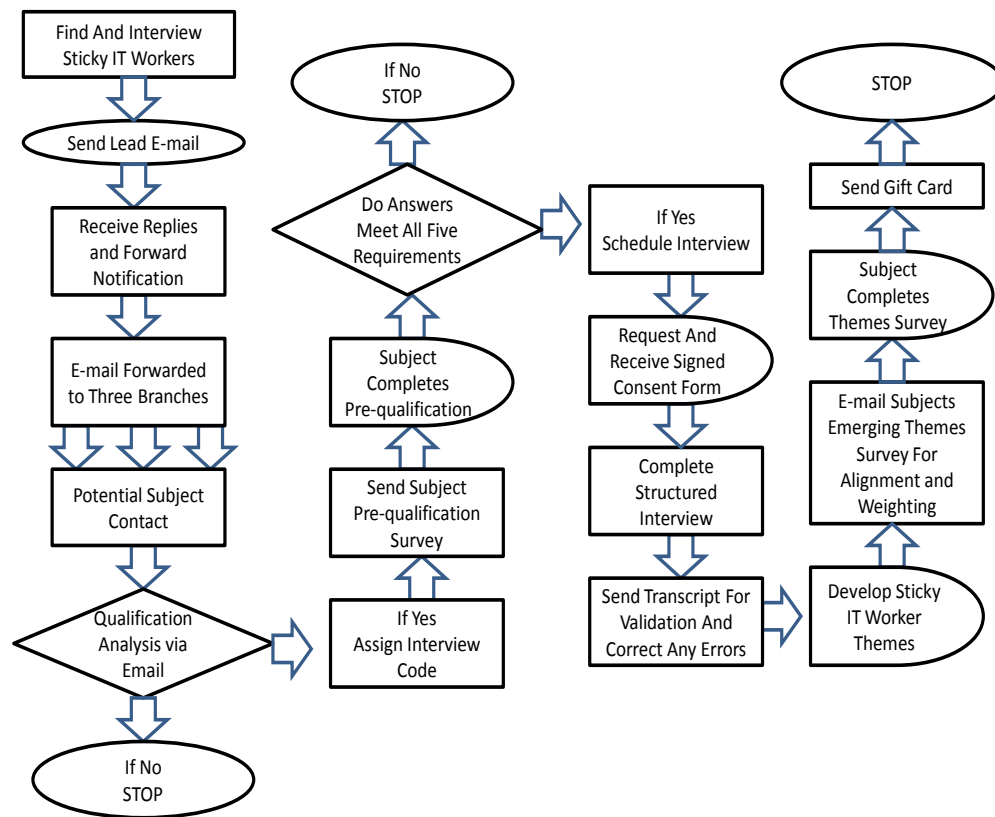 Find And Interview
Sticky IT Workers
Send Lead E-mail
Receive Replies
and Forward
Notification
E-mail Forwarded
to Three Branches
Potential Subject
Contact
Qualification
Analysis via
Email
If No
STOP
If Yes
Assign Interview
Code
Send Subject
Pre-qualification
Survey
Subject
Completes
Pre-qualification
Do Answers
Meet All Five
Requirements
If No
STOP
If Yes
Schedule Interview
Request And
Receive Signed
Consent Form
Complete
Structured
Interview
Send Transcript For
Validation And
Correct Any Errors
Develop Sticky
IT Worker
Themes
E-mail Subjects
Emerging Themes
Survey For
Alignment and
Weighting
Subject
Completes
Themes Survey
Send Gift Card
STOP